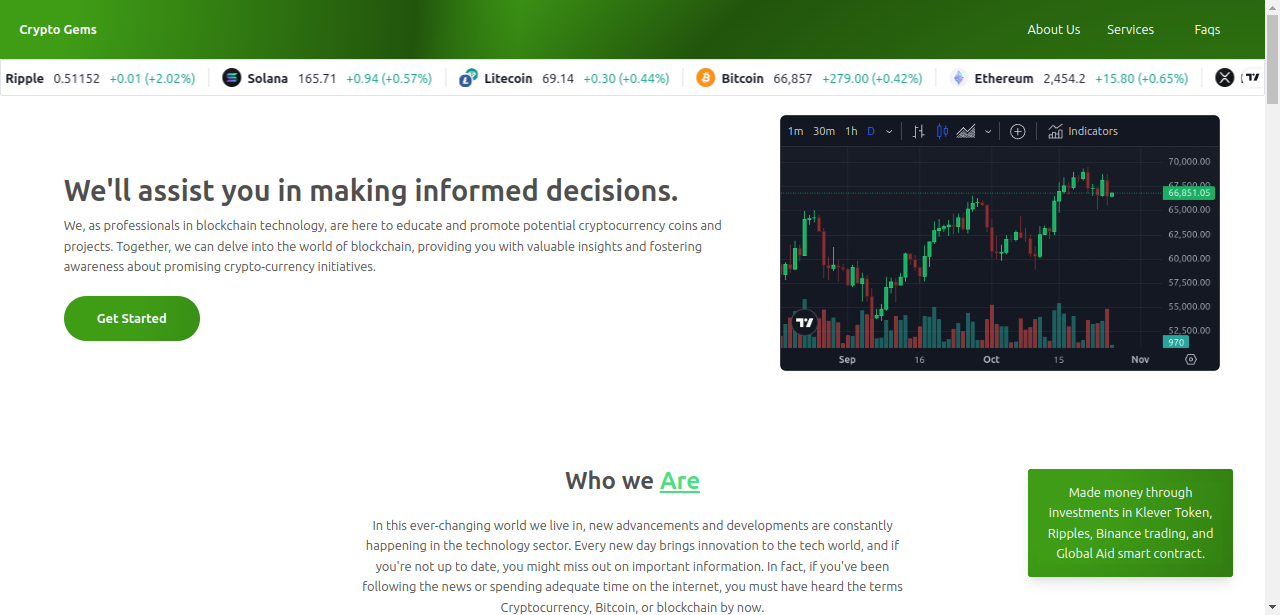 Crypto Gems About Us Services Faqs
Ripple 0.51152 +0.01 (+2.02%) Solana 165.71 +0.94 (+0.57%) Litecoin 69.14 +0.30 (+0.44%) Bitcoin 66,857 +279.00 (+0.42%) Ethereum 2,454.2 +15.80 (+0.65%)
1m 30m 1h D Indicators
70,000.00
67,500.00
66,851.05
65,000.00
62,500.00
60,000.00
57,500.00
55,000.00
52,500.00
970
Sep 16 Oct 15 Nov
We'll assist you in making informed decisions.
We, as professionals in blockchain technology, are here to educate and promote potential cryptocurrency coins and
projects. Together, we can delve into the world of blockchain, providing you with valuable insights and fostering
awareness about promising crypto-currency initiatives.
Get Started
Who we Are
In this ever-changing world we live in, new advancements and developments are constantly
happening in the technology sector. Every new day brings innovation to the tech world, and if
you're not up to date, you might miss out on important information. In fact, if you've been
following the news or spending adequate time on the internet, you must have heard the terms
Cryptocurrency, Bitcoin, or blockchain by now.
Made money through
investments in Klever Token,
Ripples, Binance trading, and
Global Aid smart contract.